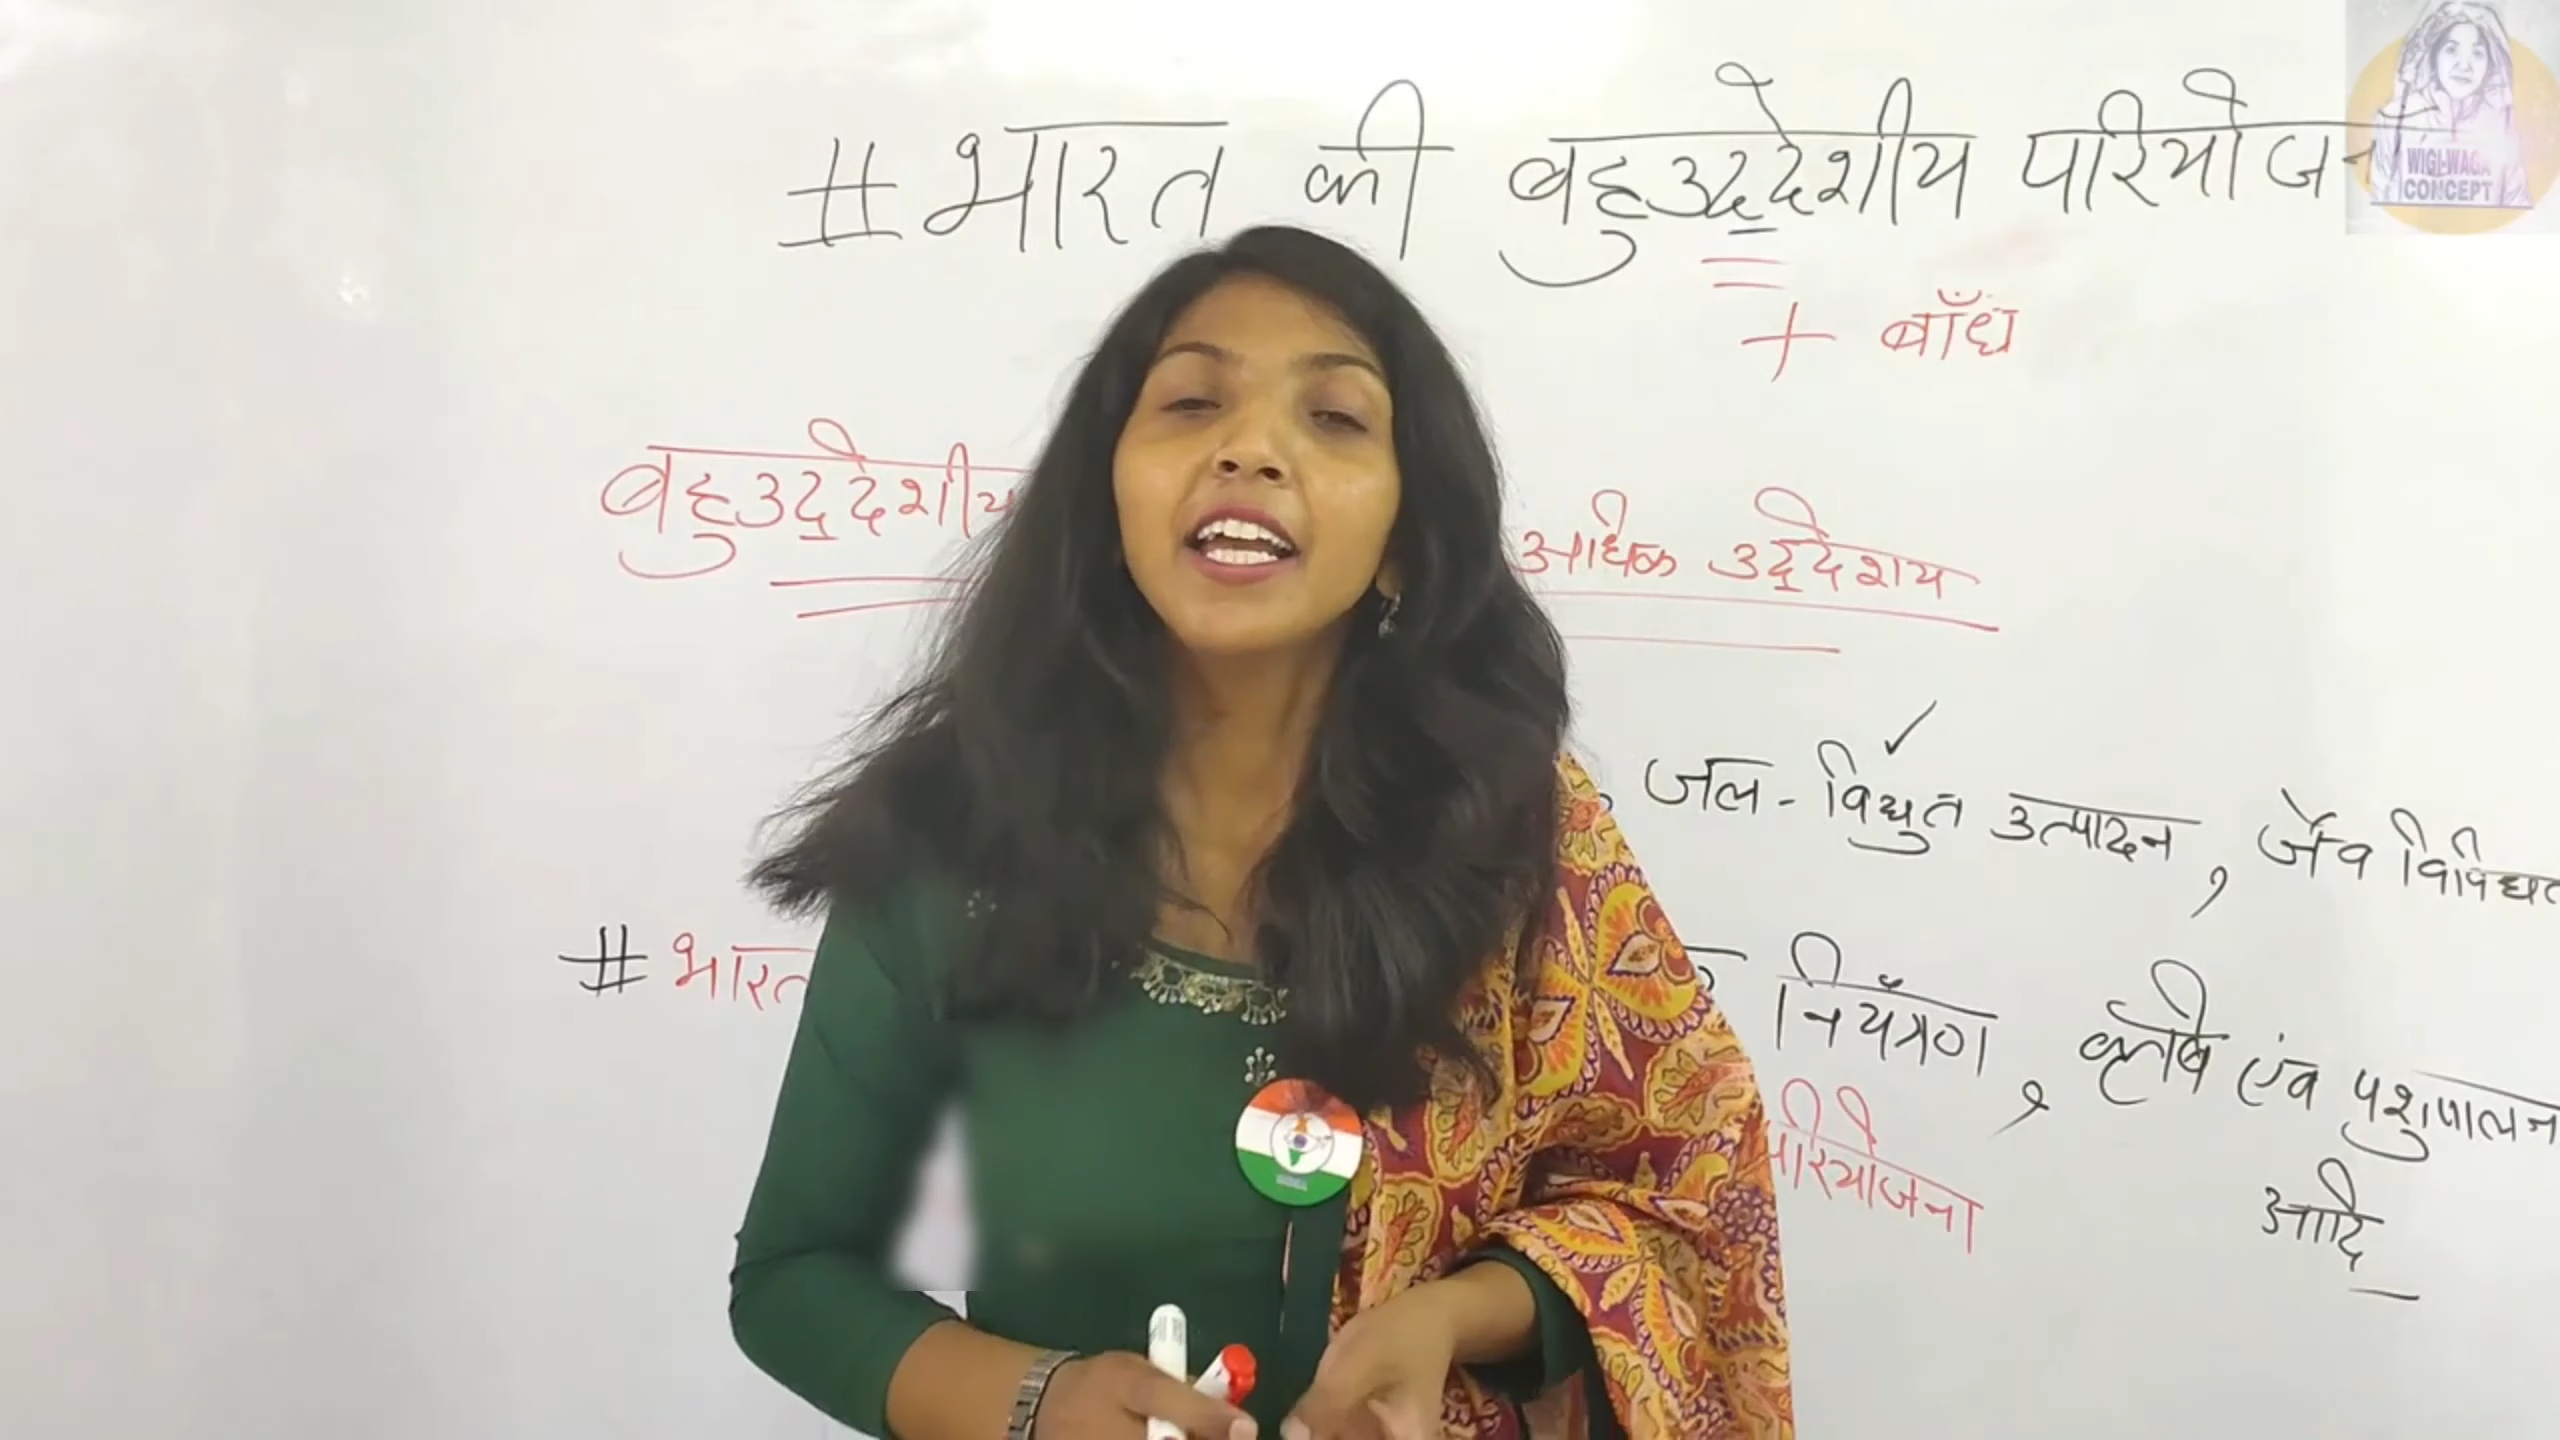 # भारत की बहुउद्देशीय परियोजना
WIGI-WAGA
CONCEPT
+ बाँध
बहुउद्देशीय अधिक उद्देशय
जल-विधुत उत्पादन, जैव विविधत
# भारत नियँत्रण, कृषि एंव पशुपालन
परियोजना
आदि